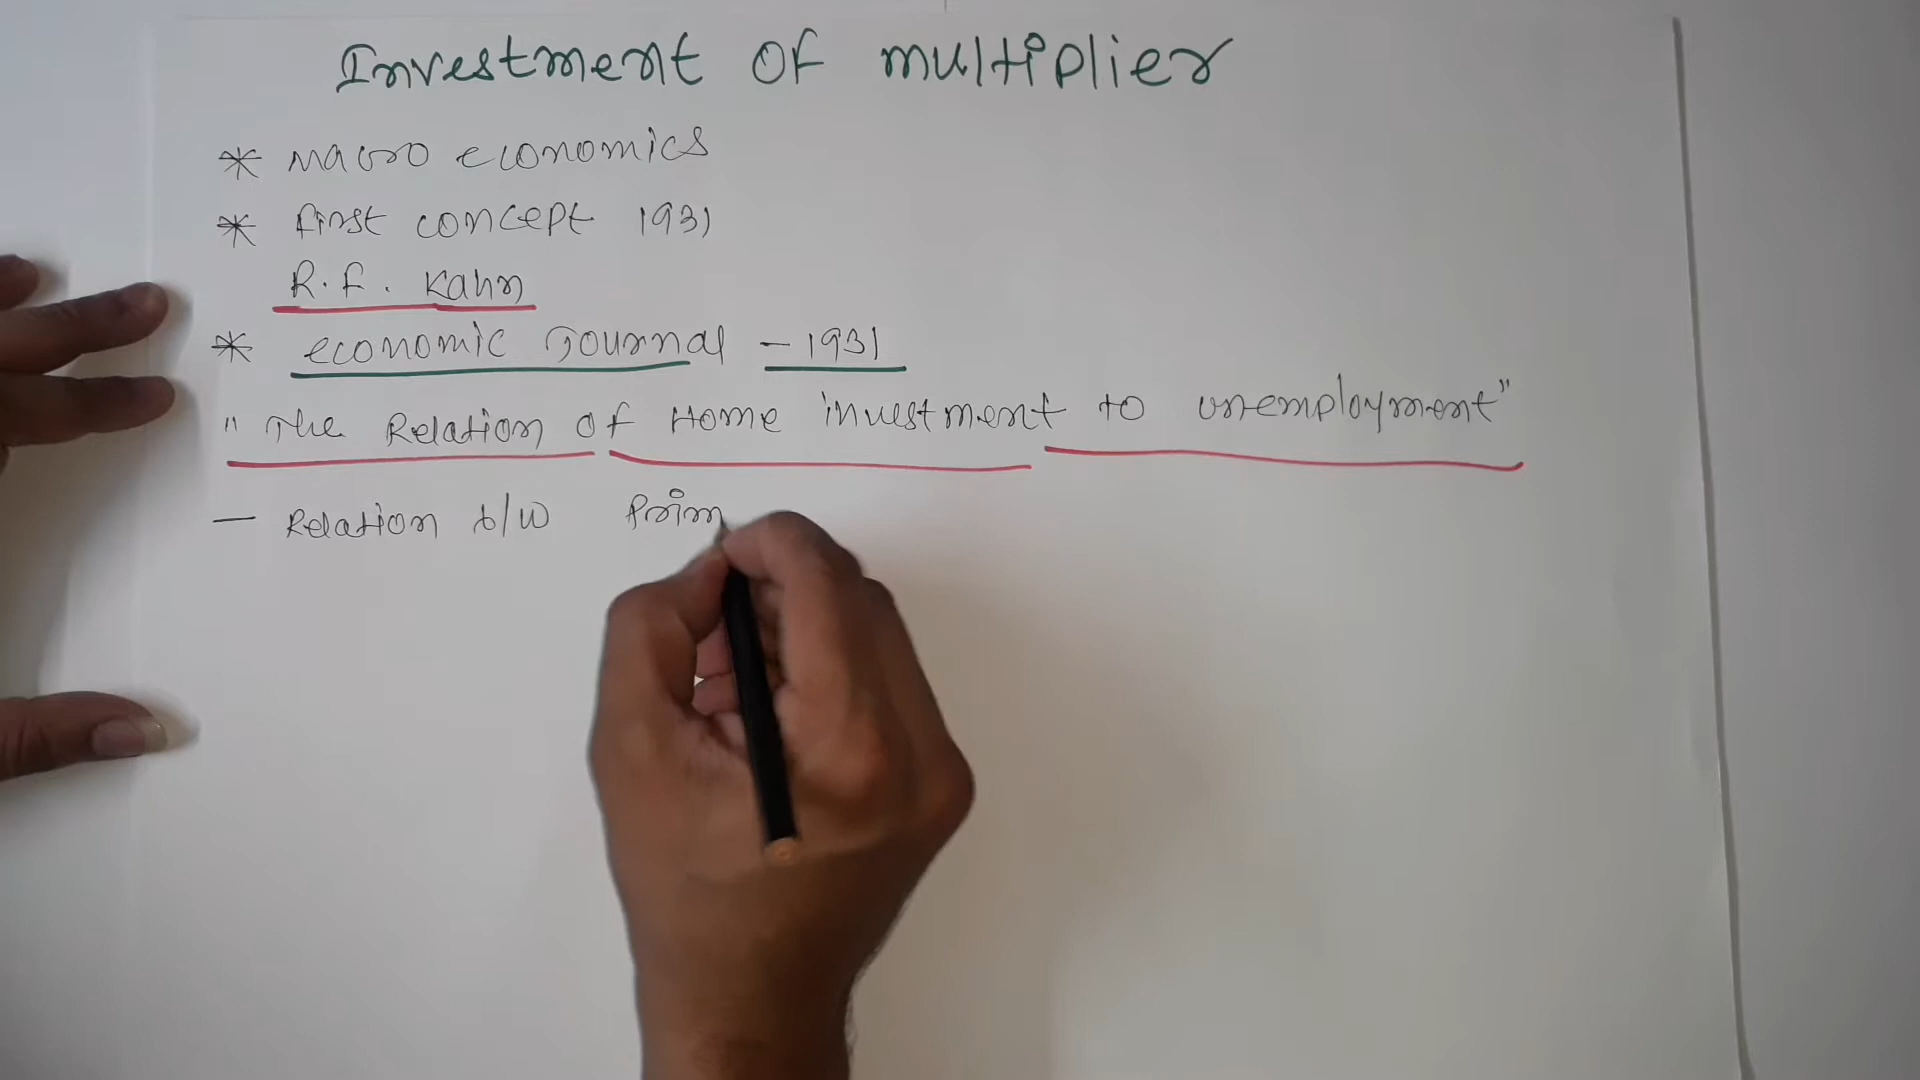 Investment OF multiplier
* Macro economics
* First concept 1931
R.F. Kahn
* economic Journal - 1931
"The Relation of Home investment to unemployment"
- Relation b/w Prim